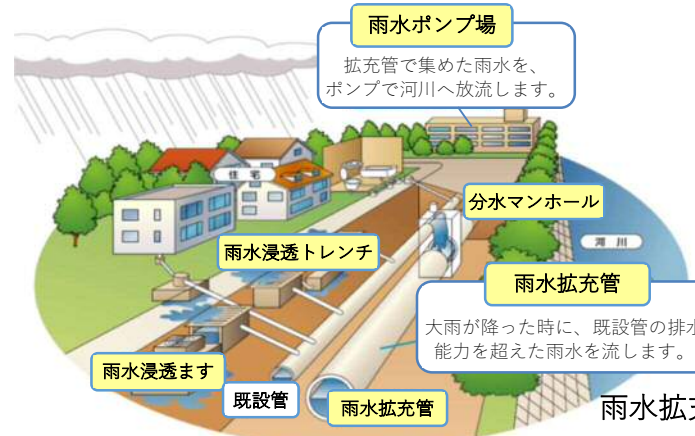 雨水ポンプ場
拡充管で集めた雨水を、
ポンプで河川へ放流します。
住宅
分水マンホール
河川
雨水浸透トレンチ
雨水拡充管
大雨が降った時に、既設管の排水
能力を超えた雨水を流します。
雨水浸透ます
既設管
雨水拡充管
雨水拡充